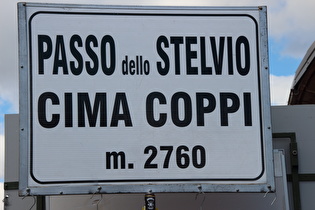 PASSO dello STELVIO
CIMA COPPI
m. 2760